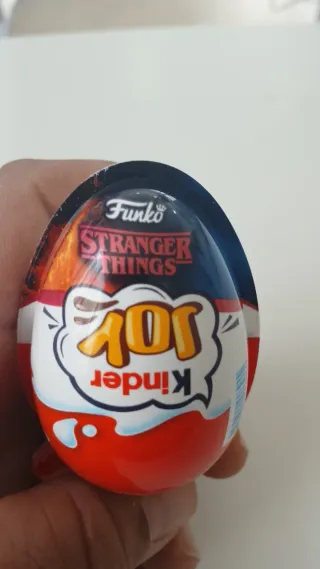 Funko
STRANGER
THINGS
Kinder
JOY